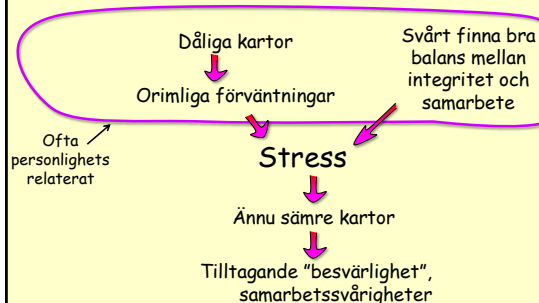 Dåliga kartor
Orimliga förväntningar
Svårt finna bra
balans mellan
integritet och
samarbete
Ofta
personlighets
relaterat
Stress
Ännu sämre kartor
Tilltagande ”besvärlighet”,
samarbetssvårigheter